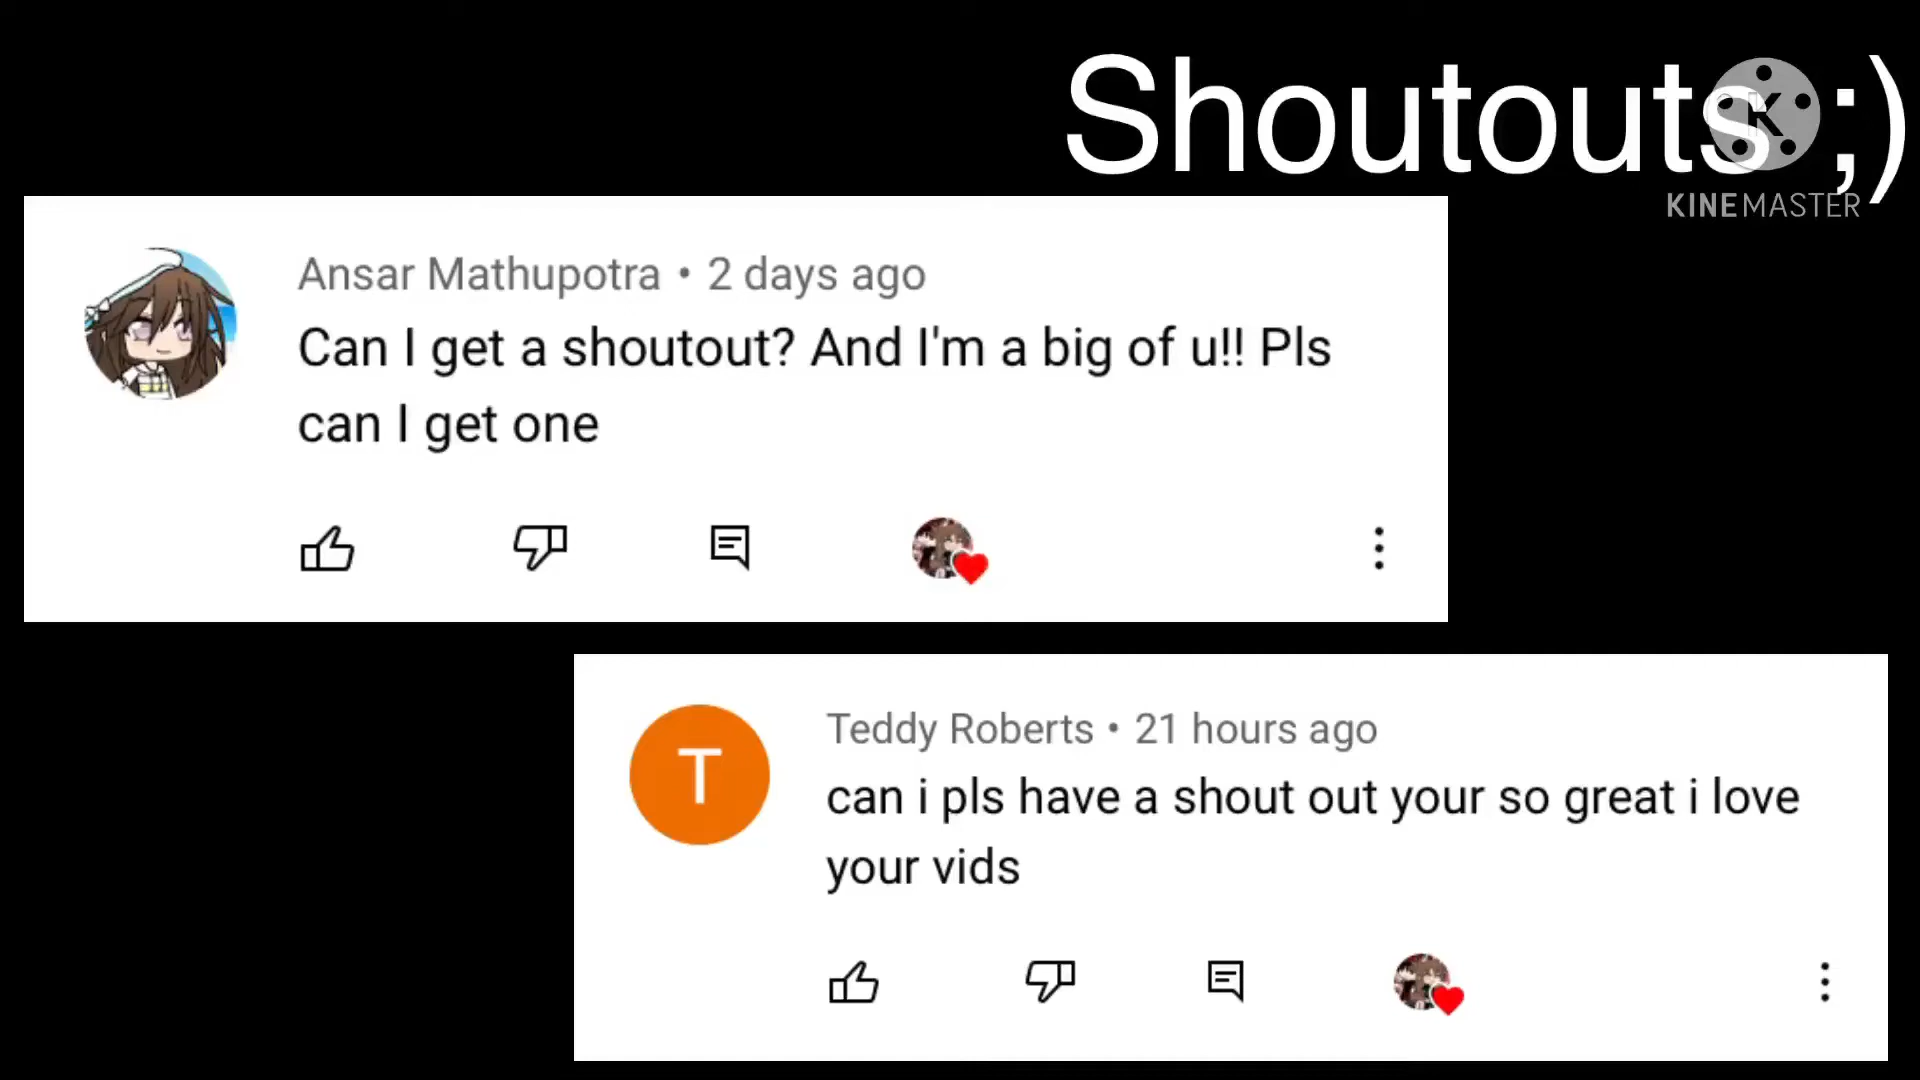 Shoutouts ;)
K
KINEMASTER
Ansar Mathupotra • 2 days ago
Can I get a shoutout? And I'm a big of u!! Pls
can I get one
T
Teddy Roberts • 21 hours ago
can i pls have a shout out your so great i love
your vids